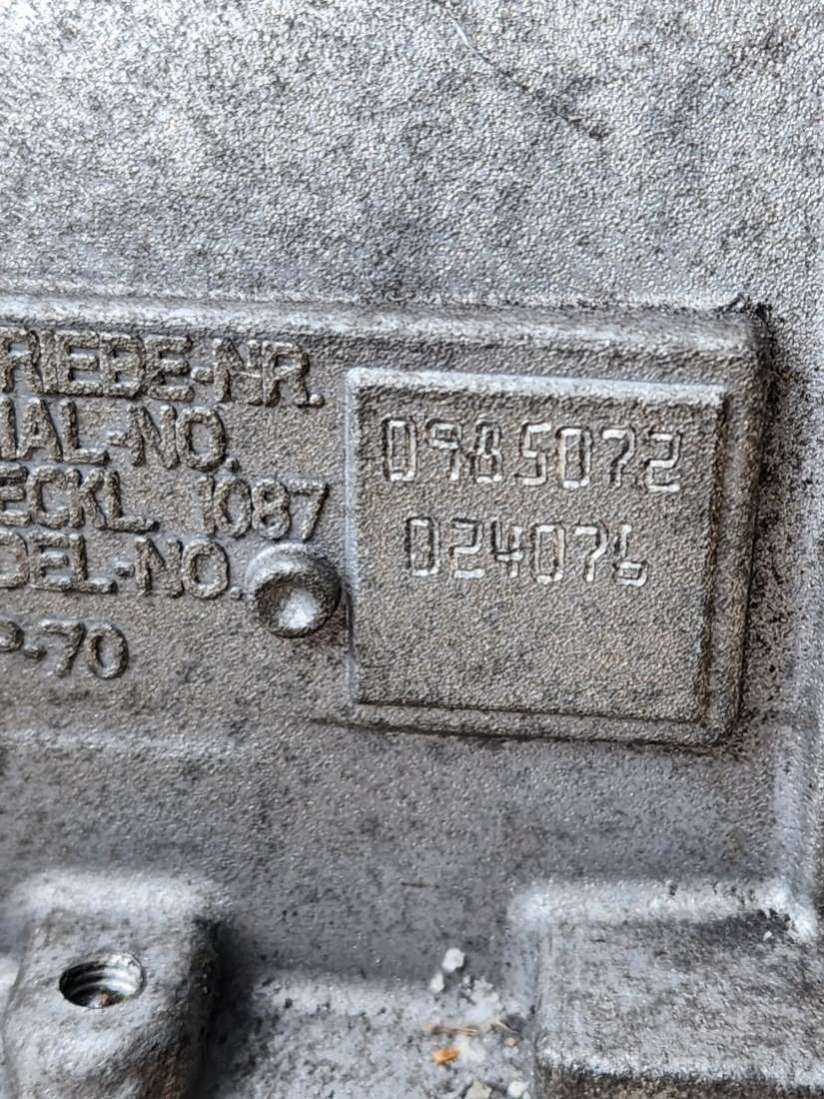 RIEBE-NR.
IAL-NO.
ECKL. 1087
DEL.-NO.
P-70
0985072
024076